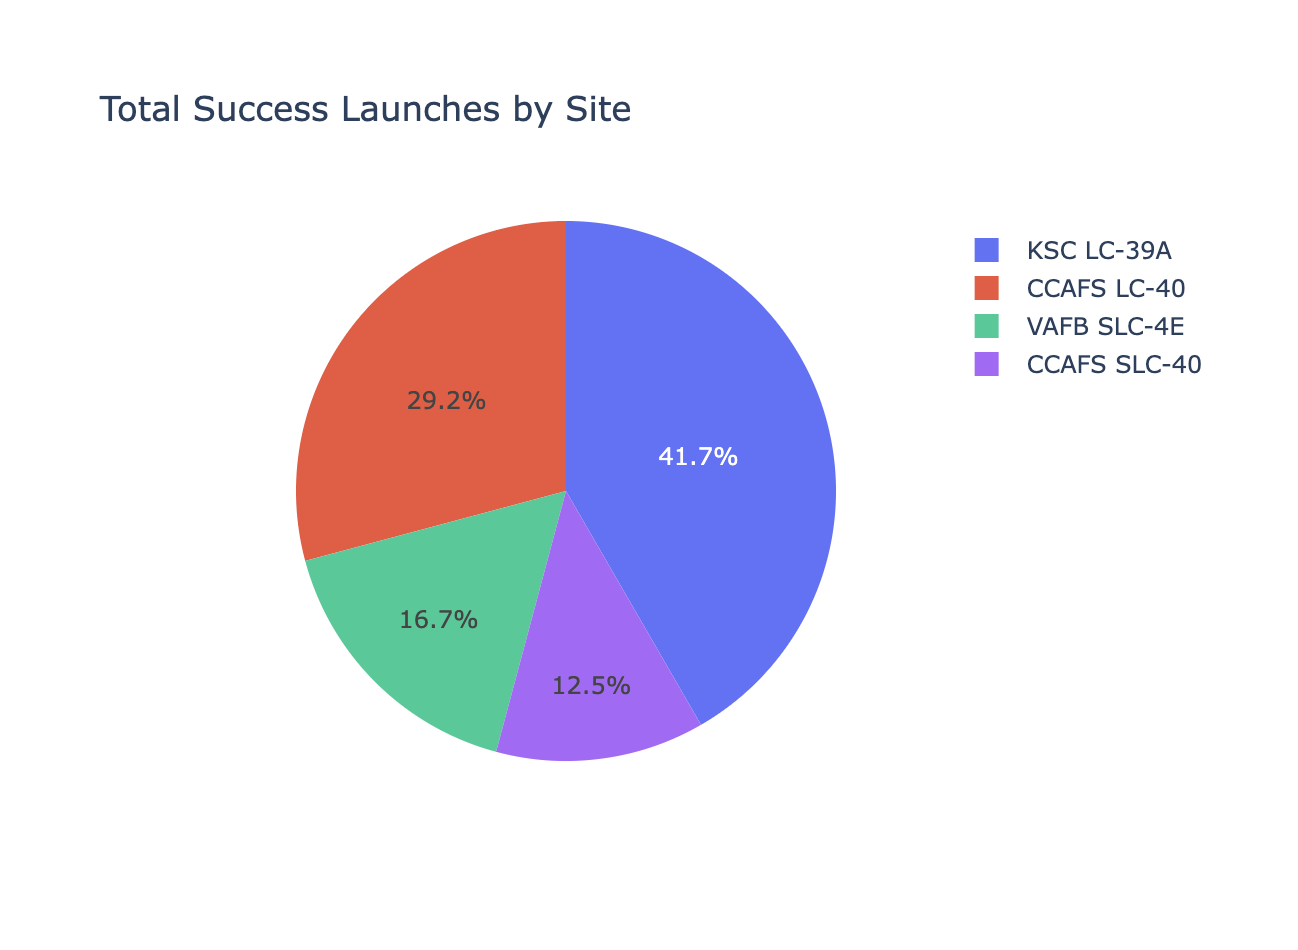 Total Success Launches by Site
KSC LC-39A
CCAFS LC-40
VAFB SLC-4E
CCAFS SLC-40
29.2%
41.7%
16.7%
12.5%